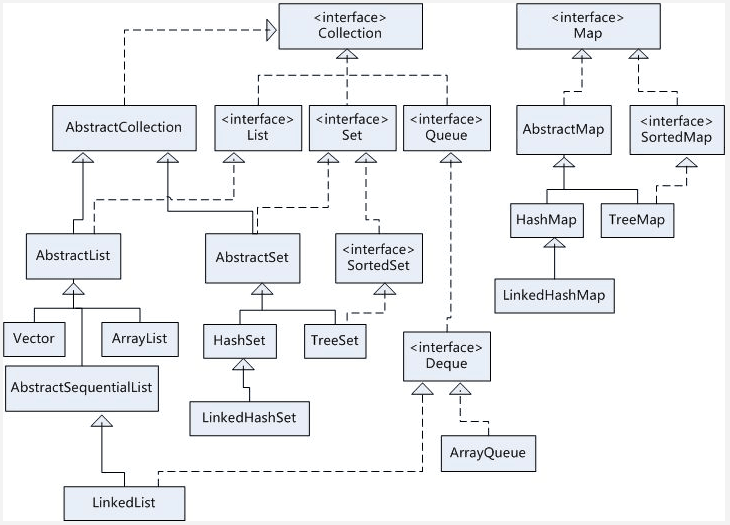 <interface>
Collection
<interface>
Map
AbstractCollection
<interface>
List
<interface>
Set
<interface>
Queue
AbstractMap
<interface>
SortedMap
HashMap
TreeMap
AbstractList
AbstractSet
<interface>
SortedSet
LinkedHashMap
Vector
ArrayList
HashSet
TreeSet
<interface>
Deque
AbstractSequentialList
LinkedHashSet
ArrayQueue
LinkedList